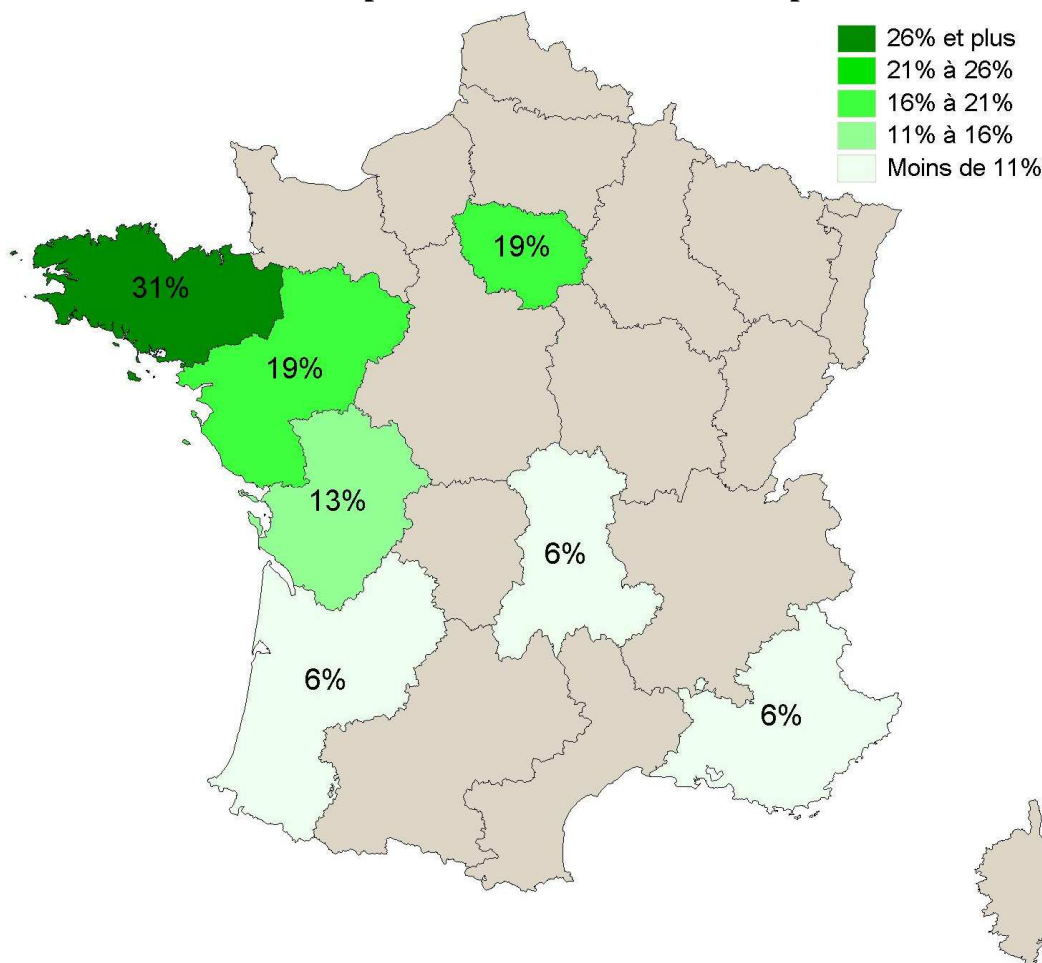 26% et plus
21% à 26%
16% à 21%
11% à 16%
Moins de 11%
19%
31%
19%
13%
6%
6%
6%